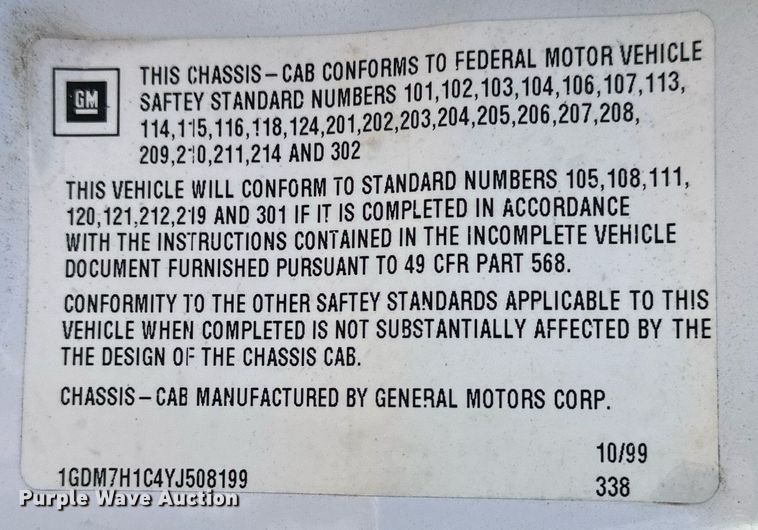 GM
THIS CHASSIS-CAB CONFORMS TO FEDERAL MOTOR VEHICLE
SAFTEY STANDARD NUMBERS 101,102,103,104,106,107,113,
114,115,116,118,124,201,202,203,204,205,206,207,208,
209,210,211,214 AND 302
THIS VEHICLE WILL CONFORM TO STANDARD NUMBERS 105,108,111,
120,121,212,219 AND 301 IF IT IS COMPLETED IN ACCORDANCE
WITH THE INSTRUCTIONS CONTAINED IN THE INCOMPLETE VEHICLE
DOCUMENT FURNISHED PURSUANT TO 49 CFR PART 568.
CONFORMITY TO THE OTHER SAFTEY STANDARDS APPLICABLE TO THIS
VEHICLE WHEN COMPLETED IS NOT SUBSTANTIALLY AFFECTED BY THE
THE DESIGN OF THE CHASSIS CAB.
CHASSIS-CAB MANUFACTURED BY GENERAL MOTORS CORP.
10/99
1GDM7H1C4YJ508199
338
Purple Wave Auction